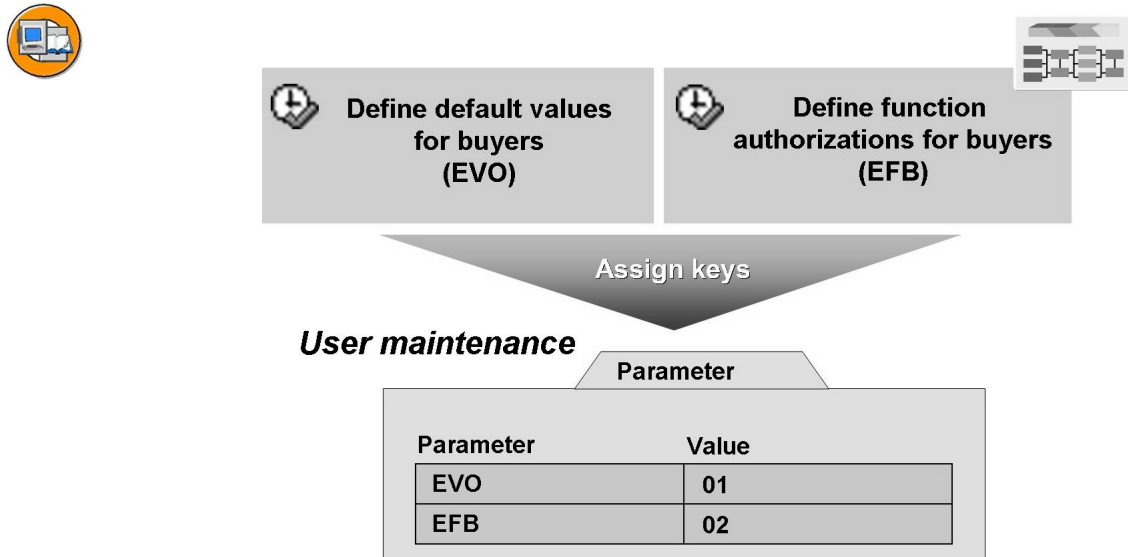 Define default values
for buyers
(EVO)
Define function
authorizations for buyers
(EFB)
Assign keys
User maintenance
Parameter
Parameter Value
EVO 01
EFB 02